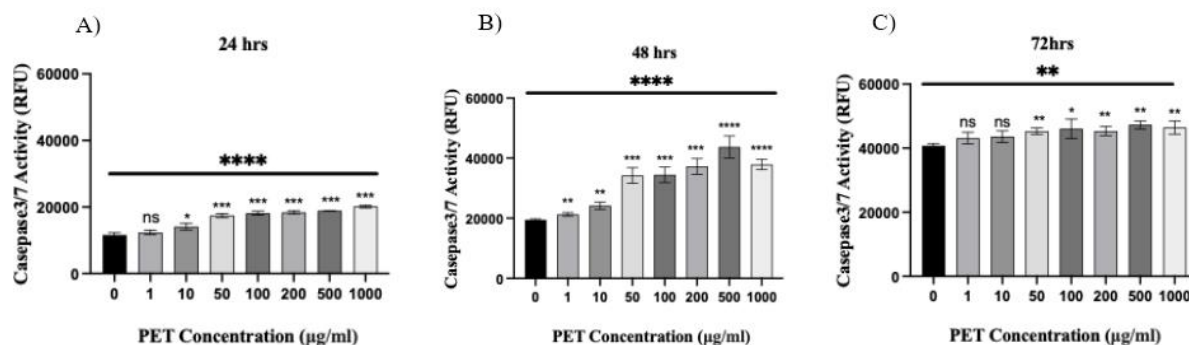 A)
24 hrs
60000
40000
20000
0
Casepase3/7 Activity (RFU)
****
ns
*
***
***
***
***
***
0 1 10 50 100 200 500 1000
PET Concentration (µg/ml)
B)
48 hrs
60000
40000
20000
0
Casepase3/7 Activity (RFU)
****
**
**
***
***
***
****
****
0 1 10 50 100 200 500 1000
PET Concentration (µg/ml)
C)
72hrs
60000
40000
20000
0
Casepase3/7 Activity (RFU)
**
ns
ns
**
*
**
**
**
0 1 10 50 100 200 500 1000
PET Concentration (µg/ml)